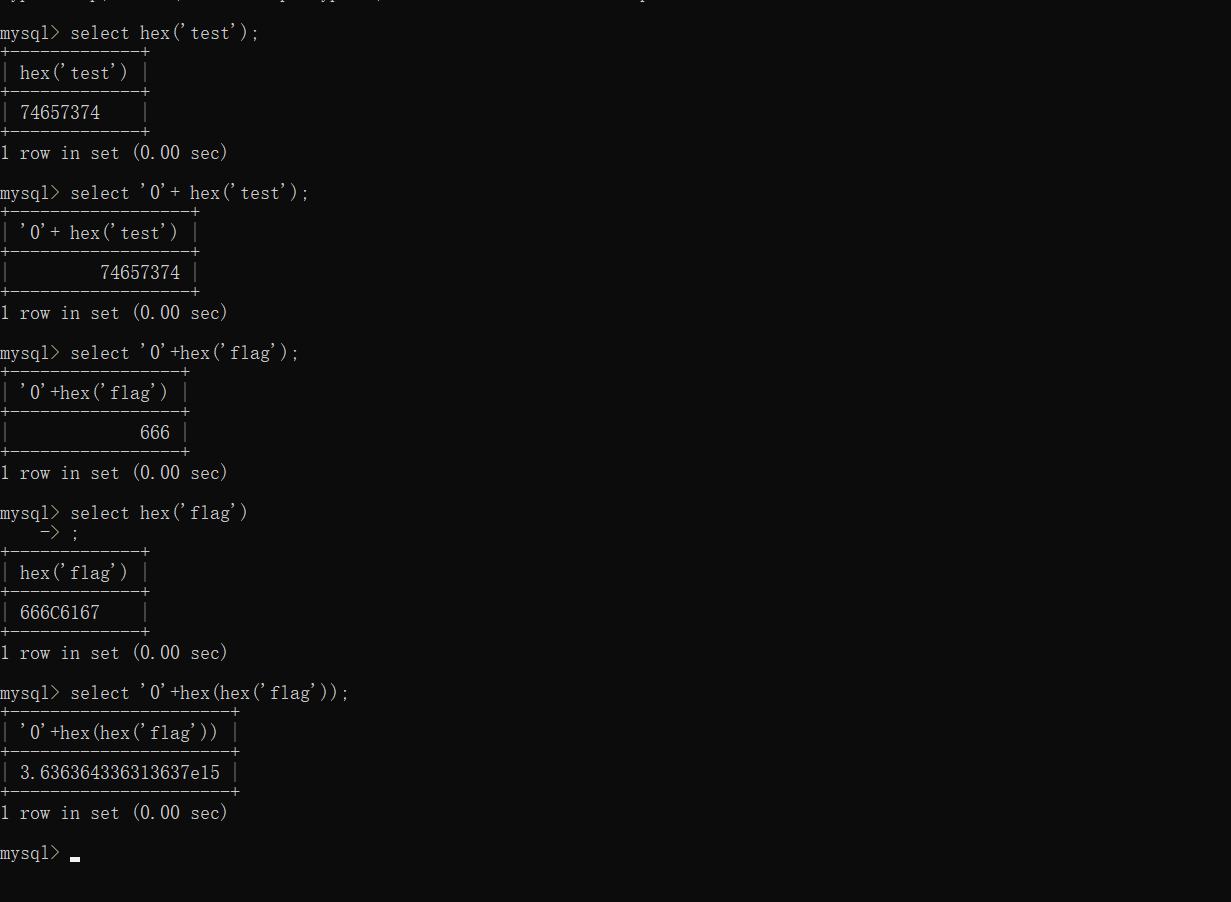 mysql> select hex('test');
+-------------+
| hex('test') |
+-------------+
| 74657374    |
+-------------+
1 row in set (0.00 sec)
mysql> select '0'+ hex('test');
+------------------+
| '0'+ hex('test') |
+------------------+
|         74657374 |
+------------------+
1 row in set (0.00 sec)
mysql> select '0'+hex('flag');
+-----------------+
| '0'+hex('flag') |
+-----------------+
|             666 |
+-----------------+
1 row in set (0.00 sec)
mysql> select hex('flag')
    -> ;
+-------------+
| hex('flag') |
+-------------+
| 666C6167    |
+-------------+
1 row in set (0.00 sec)
mysql> select '0'+hex(hex('flag'));
+----------------------+
| '0'+hex(hex('flag')) |
+----------------------+
| 3.636364336313637e15 |
+----------------------+
1 row in set (0.00 sec)
mysql>